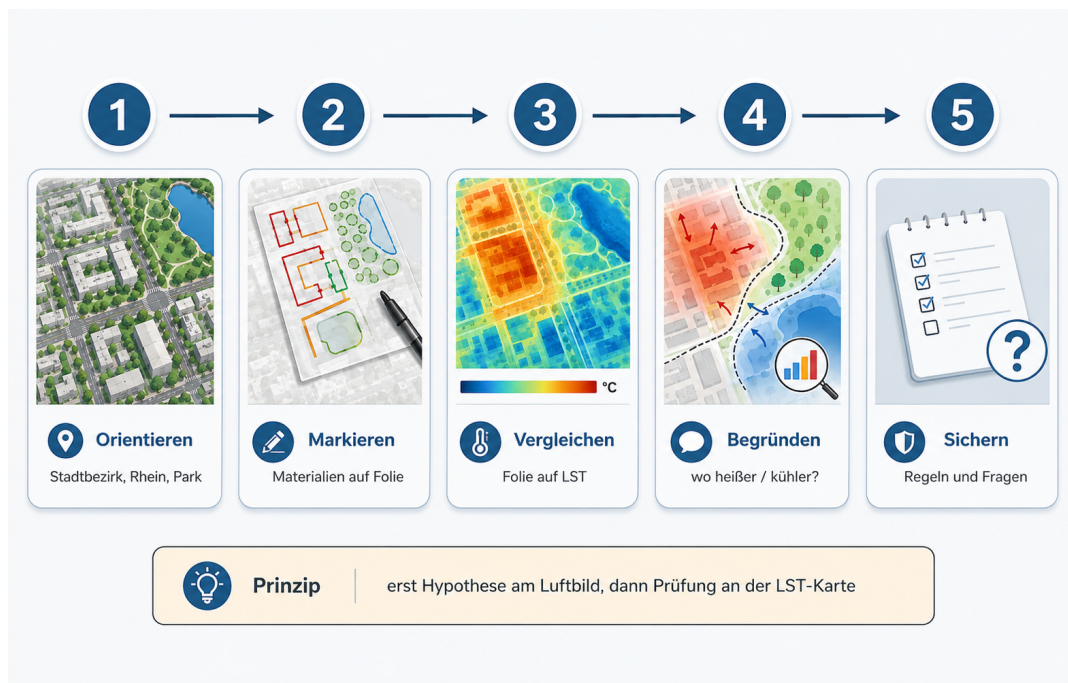 1
2
3
4
5
°C
Orientieren
Stadtbezirk, Rhein, Park
Markieren
Materialien auf Folie
Vergleichen
Folie auf LST
Begründen
wo heißer / kühler?
Sichern
Regeln und Fragen
?
Prinzip
erst Hypothese am Luftbild, dann Prüfung an der LST-Karte